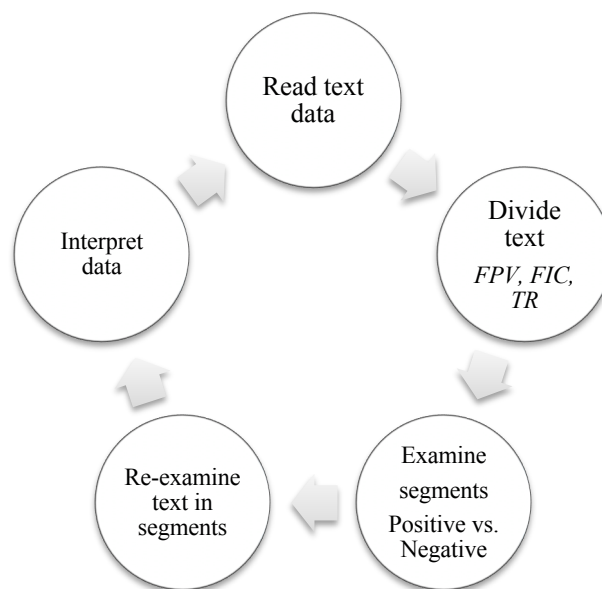 Read text
data
Divide
text
FPV, FIC,
TR
Examine
segments
Positive vs.
Negative
Re-examine
text in
segments
Interpret
data